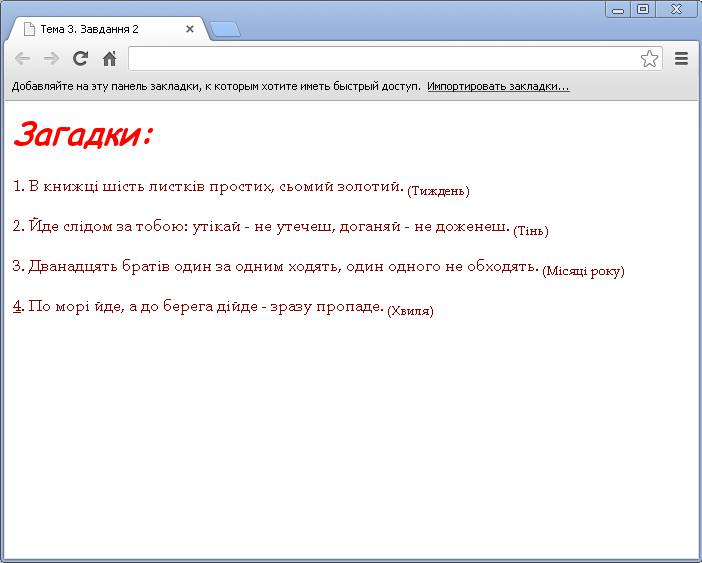 Тема 3. Завдання 2
Добавляйте на эту панель закладки, к которым хотите иметь быстрый доступ. Импортировать закладки...
Загадки:
1. В книжці шість листків простих, сьомий золотий. (Тиждень)
2. Йде слідом за тобою: утікай - не утечеш, доганяй - не доженеш. (Тінь)
3. Дванадцять братів один за одним ходять, один одного не обходять. (Місяці року)
4. По морі йде, а до берега дійде - зразу пропаде. (Хвиля)